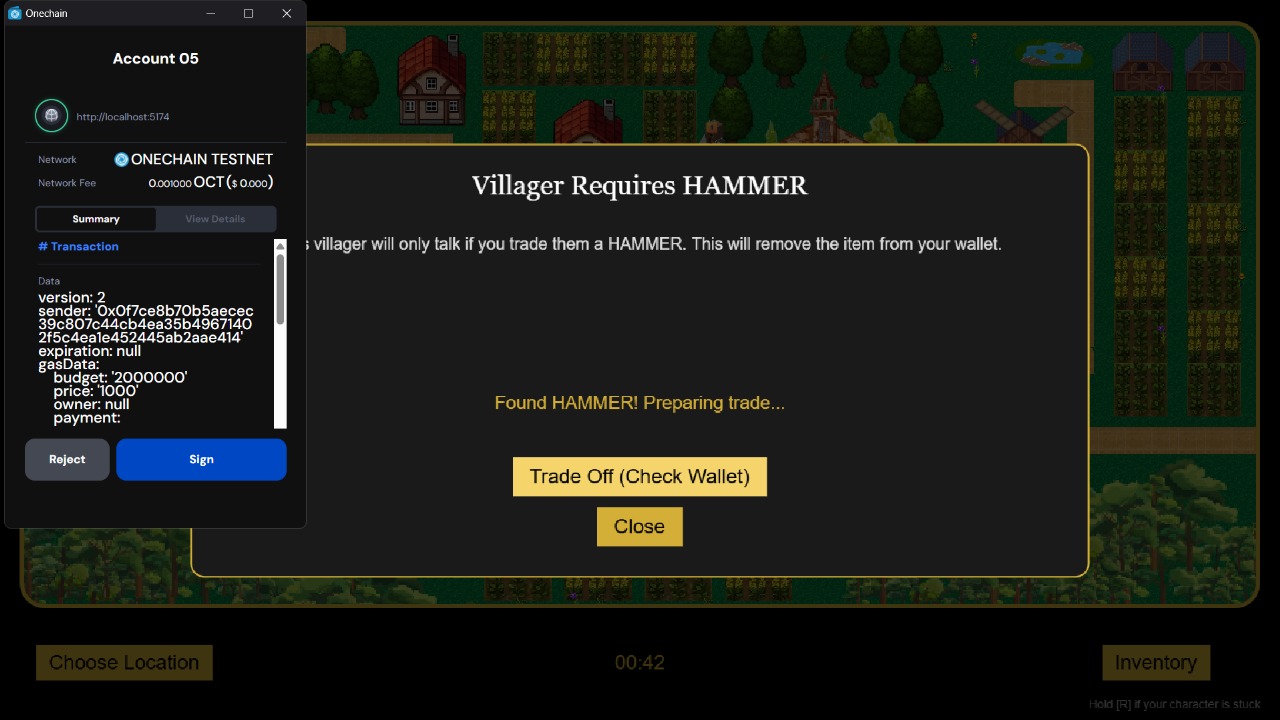 Onechain
Account 05
http://localhost:5174
Network ONECHAIN TESTNET
Network Fee 0.001000 OCT ($ 0.000)
Summary View Details
# Transaction
Data
version: 2
sender: '0x0f7ce8b70b5aecec
39c807c44cb4ea35b4967140
2f5c4ea1e452445ab2aae414'
expiration: null
gasData:
budget: '2000000'
price: '1000'
owner: null
payment:
Reject Sign
Villager Requires HAMMER
s villager will only talk if you trade them a HAMMER. This will remove the item from your wallet.
Found HAMMER! Preparing trade...
Trade Off (Check Wallet)
Close
Choose Location 00:42 Inventory
Hold [R] if your character is stuck